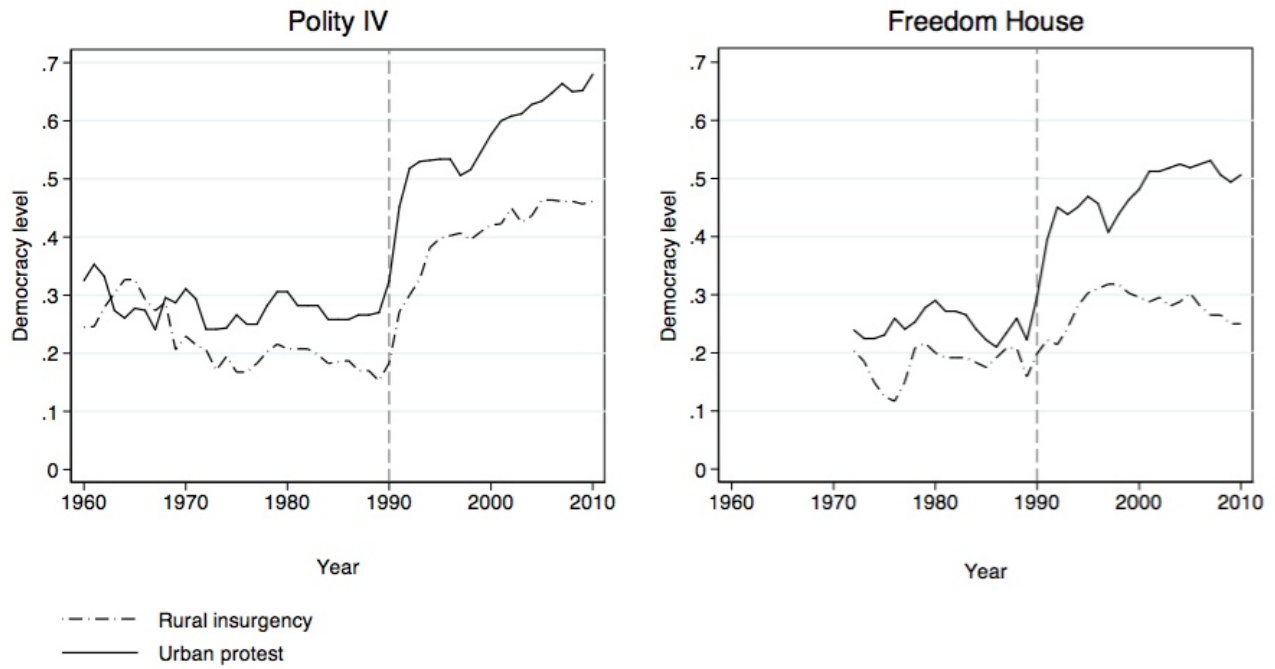 Polity IV
Freedom House
Democracy level
.7
.6
.5
.4
.3
.2
.1
0
1960 1970 1980 1990 2000 2010
Year
Democracy level
.7
.6
.5
.4
.3
.2
.1
0
1960 1970 1980 1990 2000 2010
Year
Rural insurgency
Urban protest